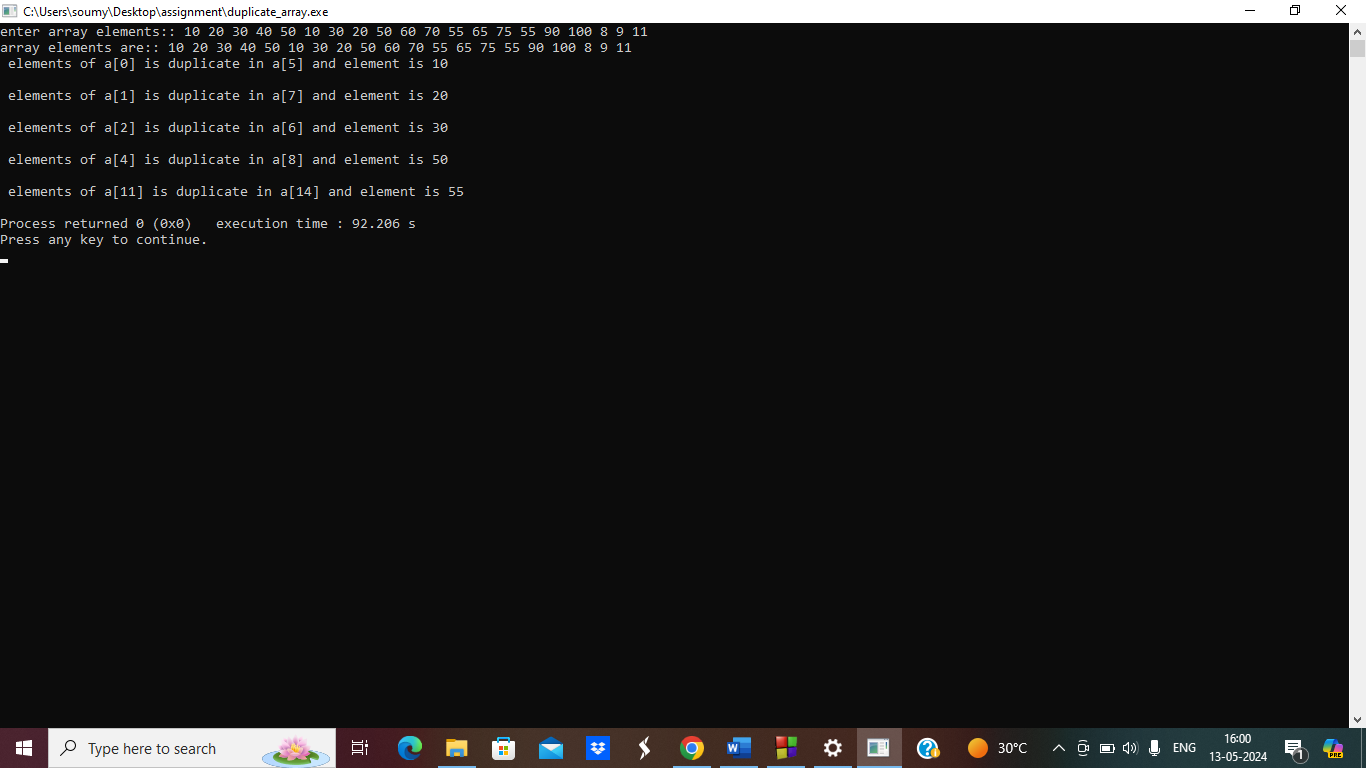 C:\Users\soumy\Desktop\assignment\duplicate_array.exe
enter array elements:: 10 20 30 40 50 10 30 20 50 60 70 55 65 75 55 90 100 8 9 11
array elements are:: 10 20 30 40 50 10 30 20 50 60 70 55 65 75 55 90 100 8 9 11
 elements of a[0] is duplicate in a[5] and element is 10
 elements of a[1] is duplicate in a[7] and element is 20
 elements of a[2] is duplicate in a[6] and element is 30
 elements of a[4] is duplicate in a[8] and element is 50
 elements of a[11] is duplicate in a[14] and element is 55
Process returned 0 (0x0)   execution time : 92.206 s
Press any key to continue.
Type here to search
W
30°C
ENG
16:00
13-05-2024
1
PRE